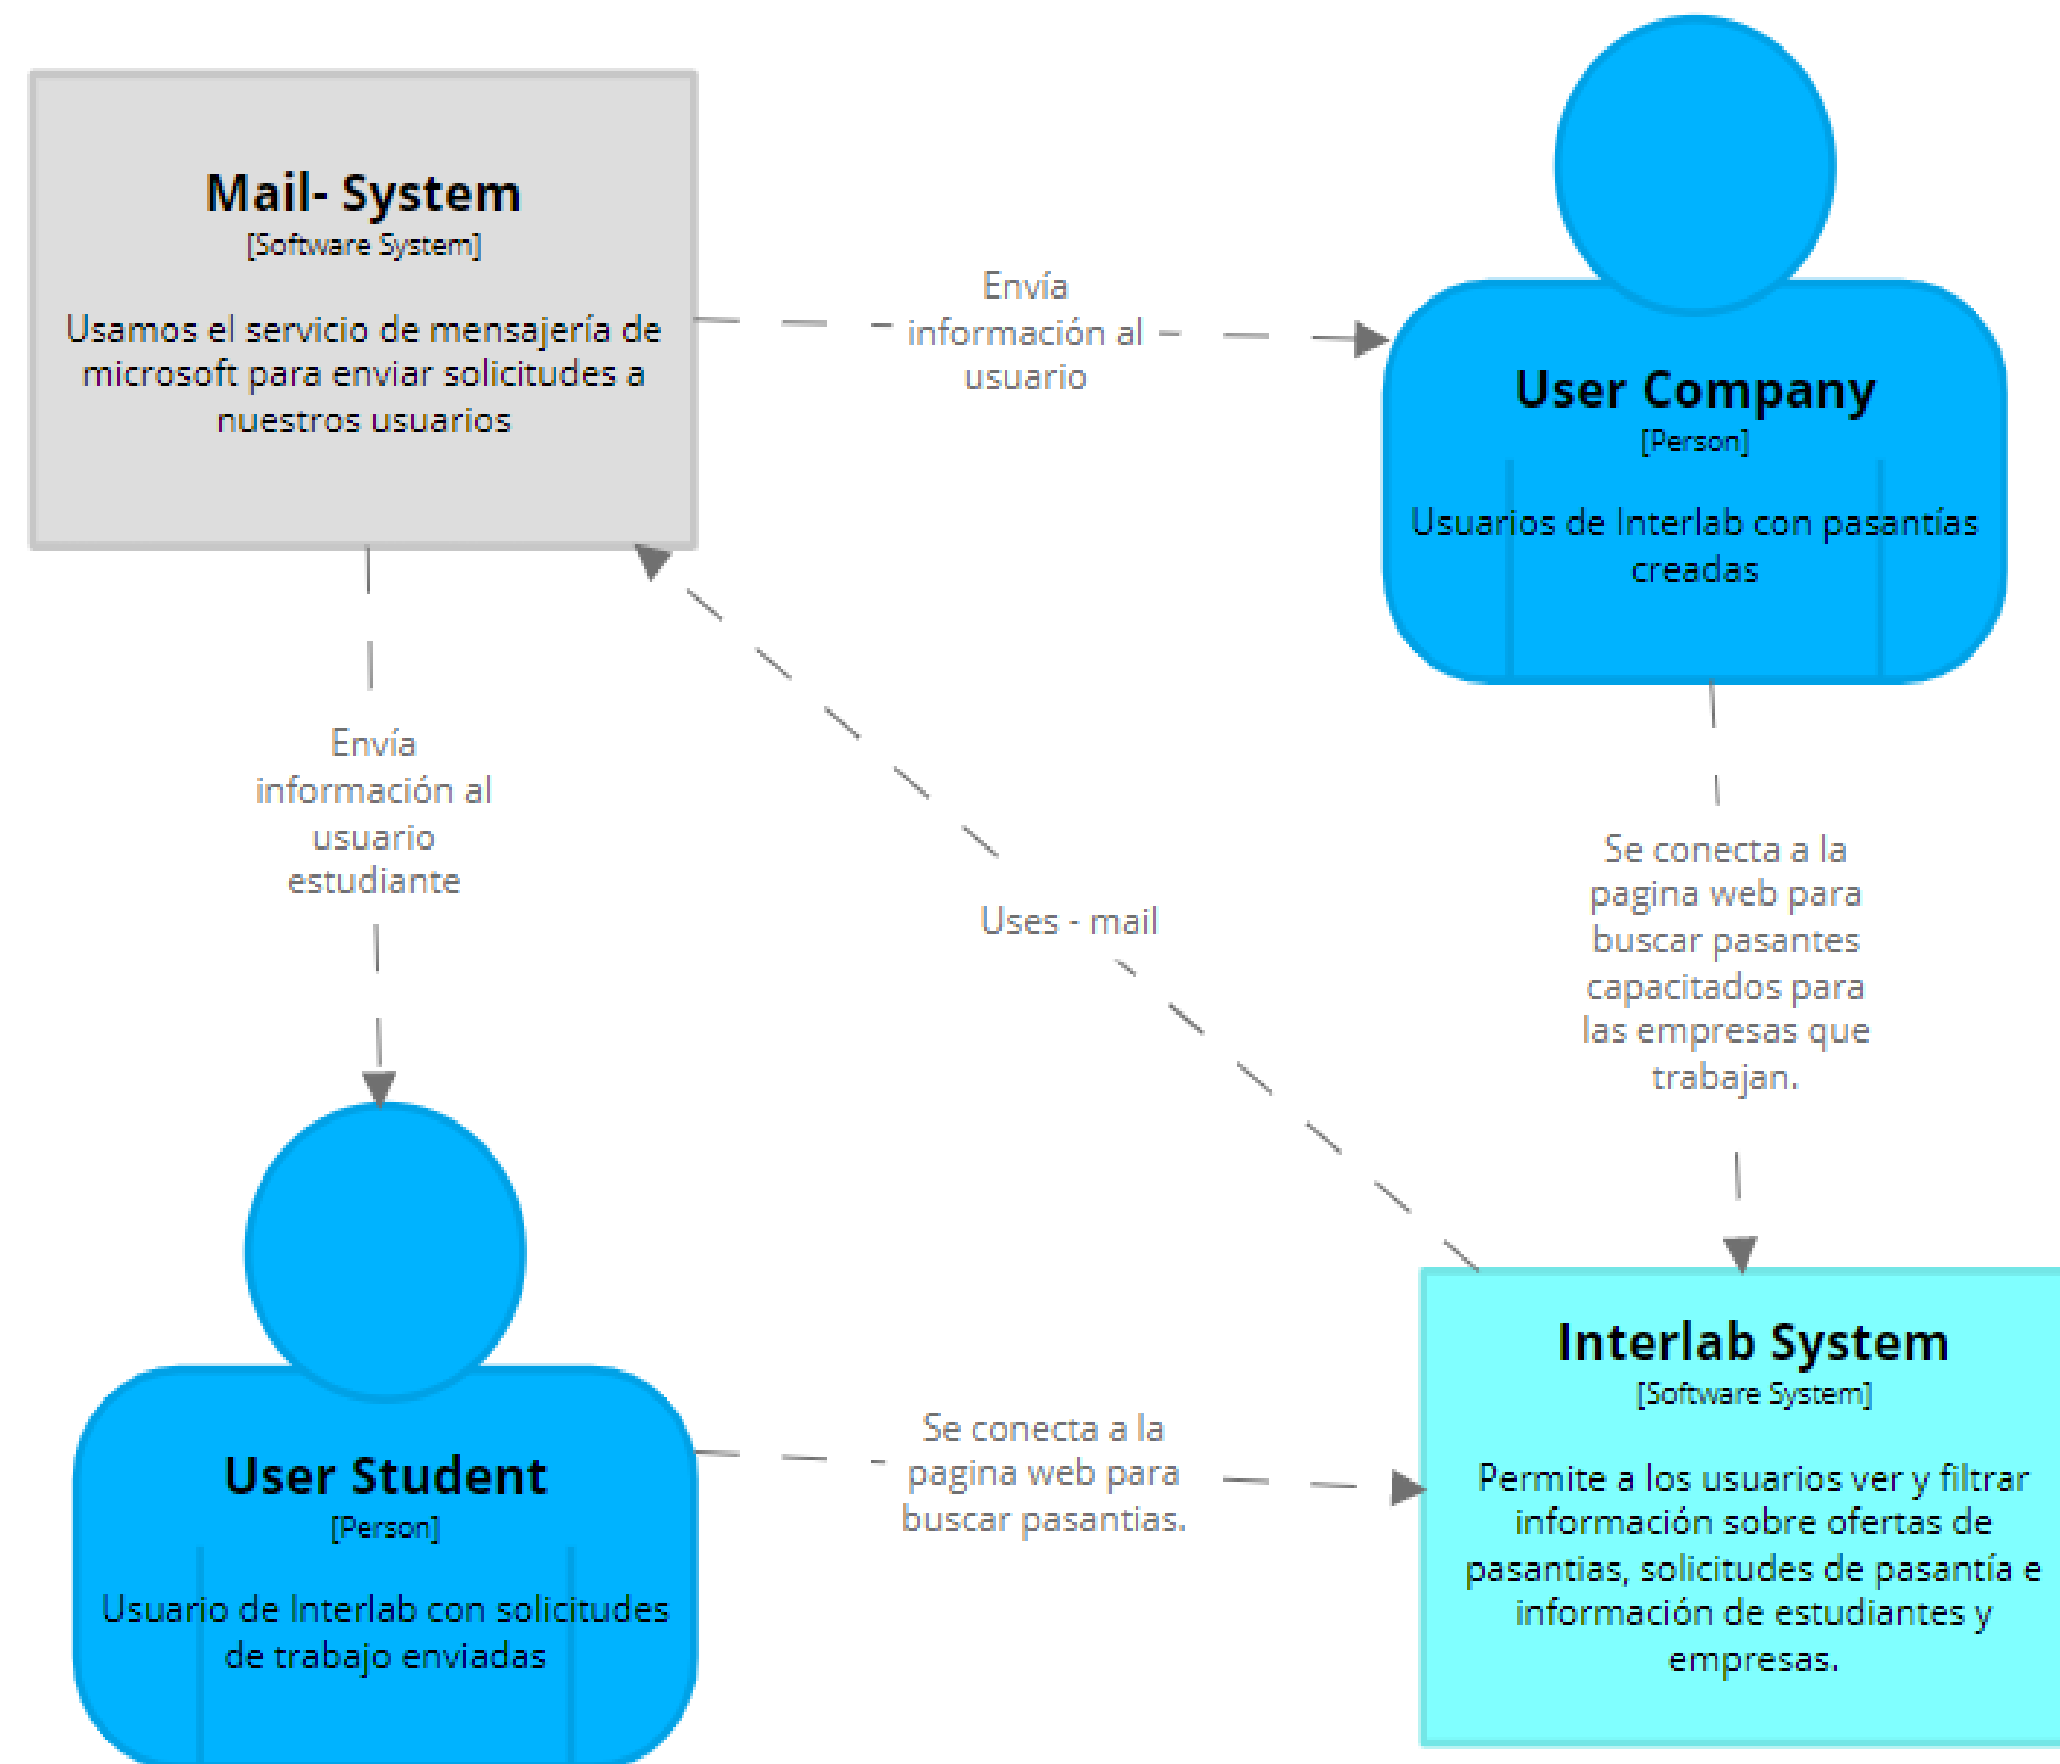 Mail- System
[Software System]
Usamos el servicio de mensajería de
microsoft para enviar solicitudes a
nuestros usuarios
Envía
información al
usuario
User Company
[Person]
Usuarios de Interlab con pasantías
creadas
Envía
información al
usuario
estudiante
Uses - mail
Se conecta a la
pagina web para
buscar pasantes
capacitados para
las empresas que
trabajan.
User Student
[Person]
Usuario de Interlab con solicitudes
de trabajo enviadas
Se conecta a la
pagina web para
buscar pasantias.
Interlab System
[Software System]
Permite a los usuarios ver y filtrar
información sobre ofertas de
pasantias, solicitudes de pasantía e
información de estudiantes y
empresas.